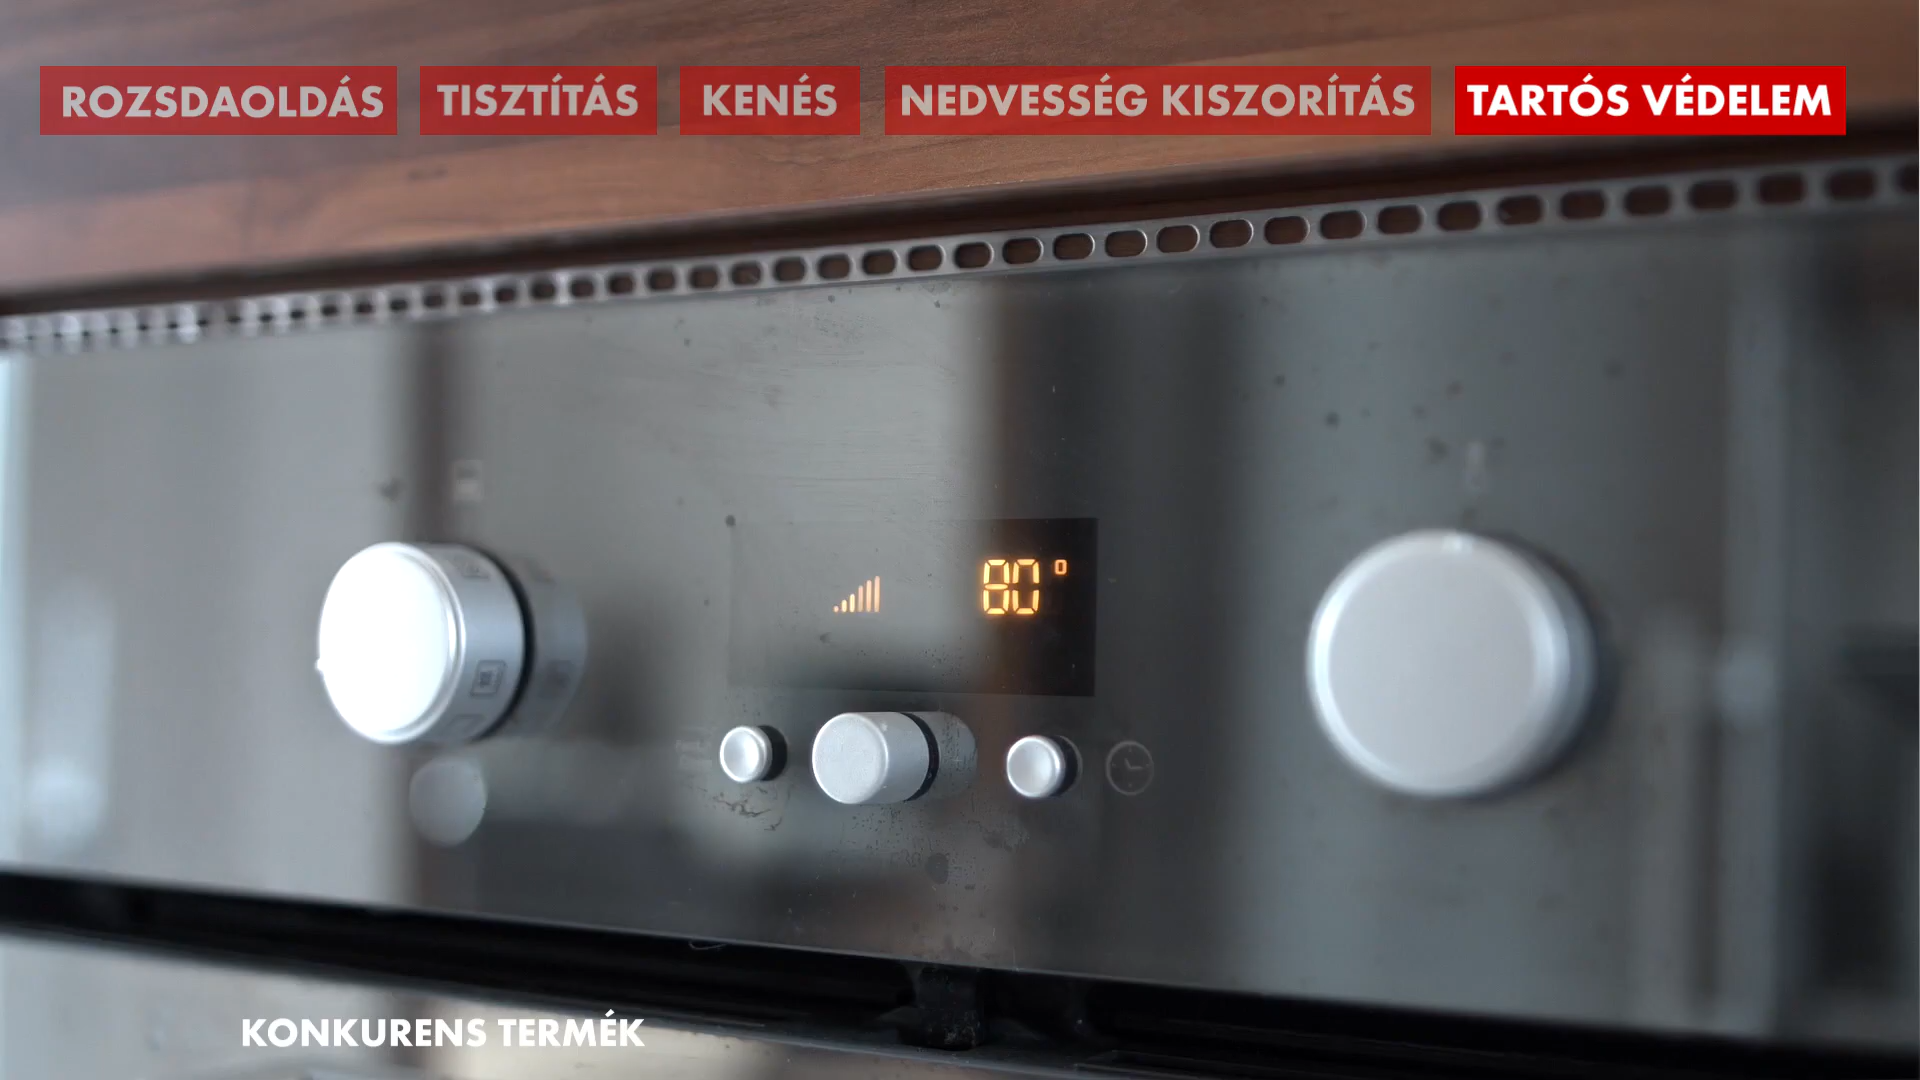 ROZSDAOLDÁS TISZTÍTÁS KENÉS NEDVESSÉG KISZORÍTÁS TARTÓS VÉDELEM
80°
KONKURENS TERMÉK